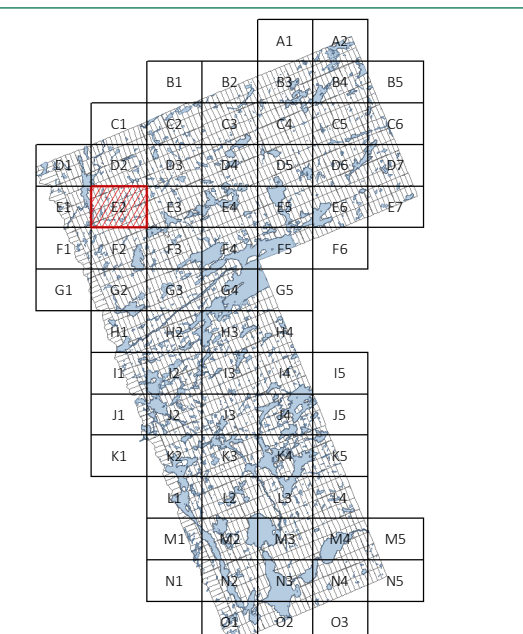 A1 A2
B1 B2 B3 B4 B5
C1 C2 C3 C4 C5 C6
D1 D2 D3 D4 D5 D6 D7
E1 E2 E3 E4 E5 E6 E7
F1 F2 F3 F4 F5 F6
G1 G2 G3 G4 G5
H1 H2 H3 H4
I1 I2 I3 I4 I5
J1 J2 J3 J4 J5
K1 K2 K3 K4 K5
L1 L2 L3 L4
M1 M2 M3 M4 M5
N1 N2 N3 N4 N5
O1 O2 O3